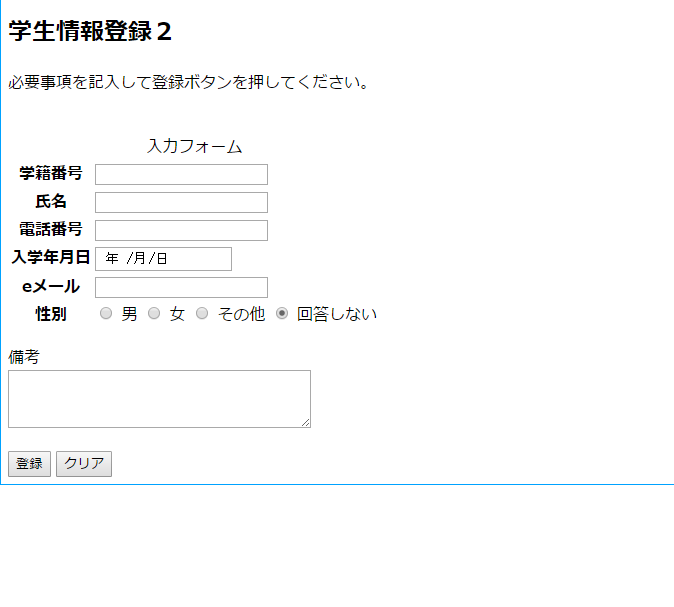 学生情報登録２
必要事項を記入して登録ボタンを押してください。
入力フォーム
学籍番号
氏名
電話番号
入学年月日 年 /月/日
eメール
性別 男 女 その他 回答しない
備考
登録 クリア